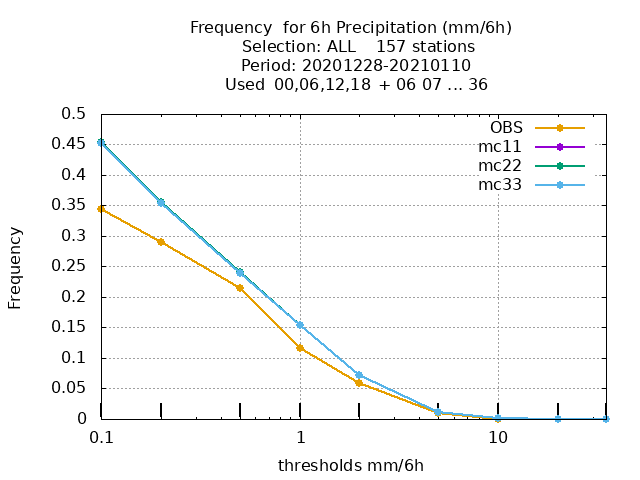 Frequency  for 6h Precipitation (mm/6h)
Selection: ALL    157 stations
Period: 20201228-20210110
Used  00,06,12,18  + 06 07 ... 36
0.5
0.45
0.4
0.35
0.3
0.25
0.2
0.15
0.1
0.05
0
Frequency
OBS
mc11
mc22
mc33
0.1 1 10
thresholds mm/6h